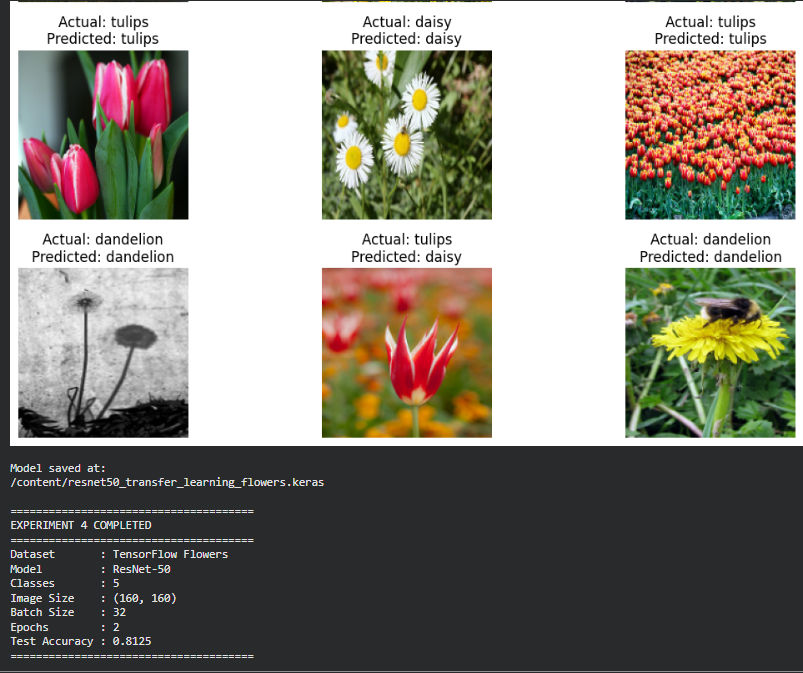 Actual: tulips
Predicted: tulips
Actual: daisy
Predicted: daisy
Actual: tulips
Predicted: tulips
Actual: dandelion
Predicted: dandelion
Actual: tulips
Predicted: daisy
Actual: dandelion
Predicted: dandelion
Model saved at:
/content/resnet50_transfer_learning_flowers.keras
======================================
EXPERIMENT 4 COMPLETED
======================================
Dataset       : TensorFlow Flowers
Model         : ResNet-50
Classes       : 5
Image Size    : (160, 160)
Batch Size    : 32
Epochs        : 2
Test Accuracy : 0.8125
======================================